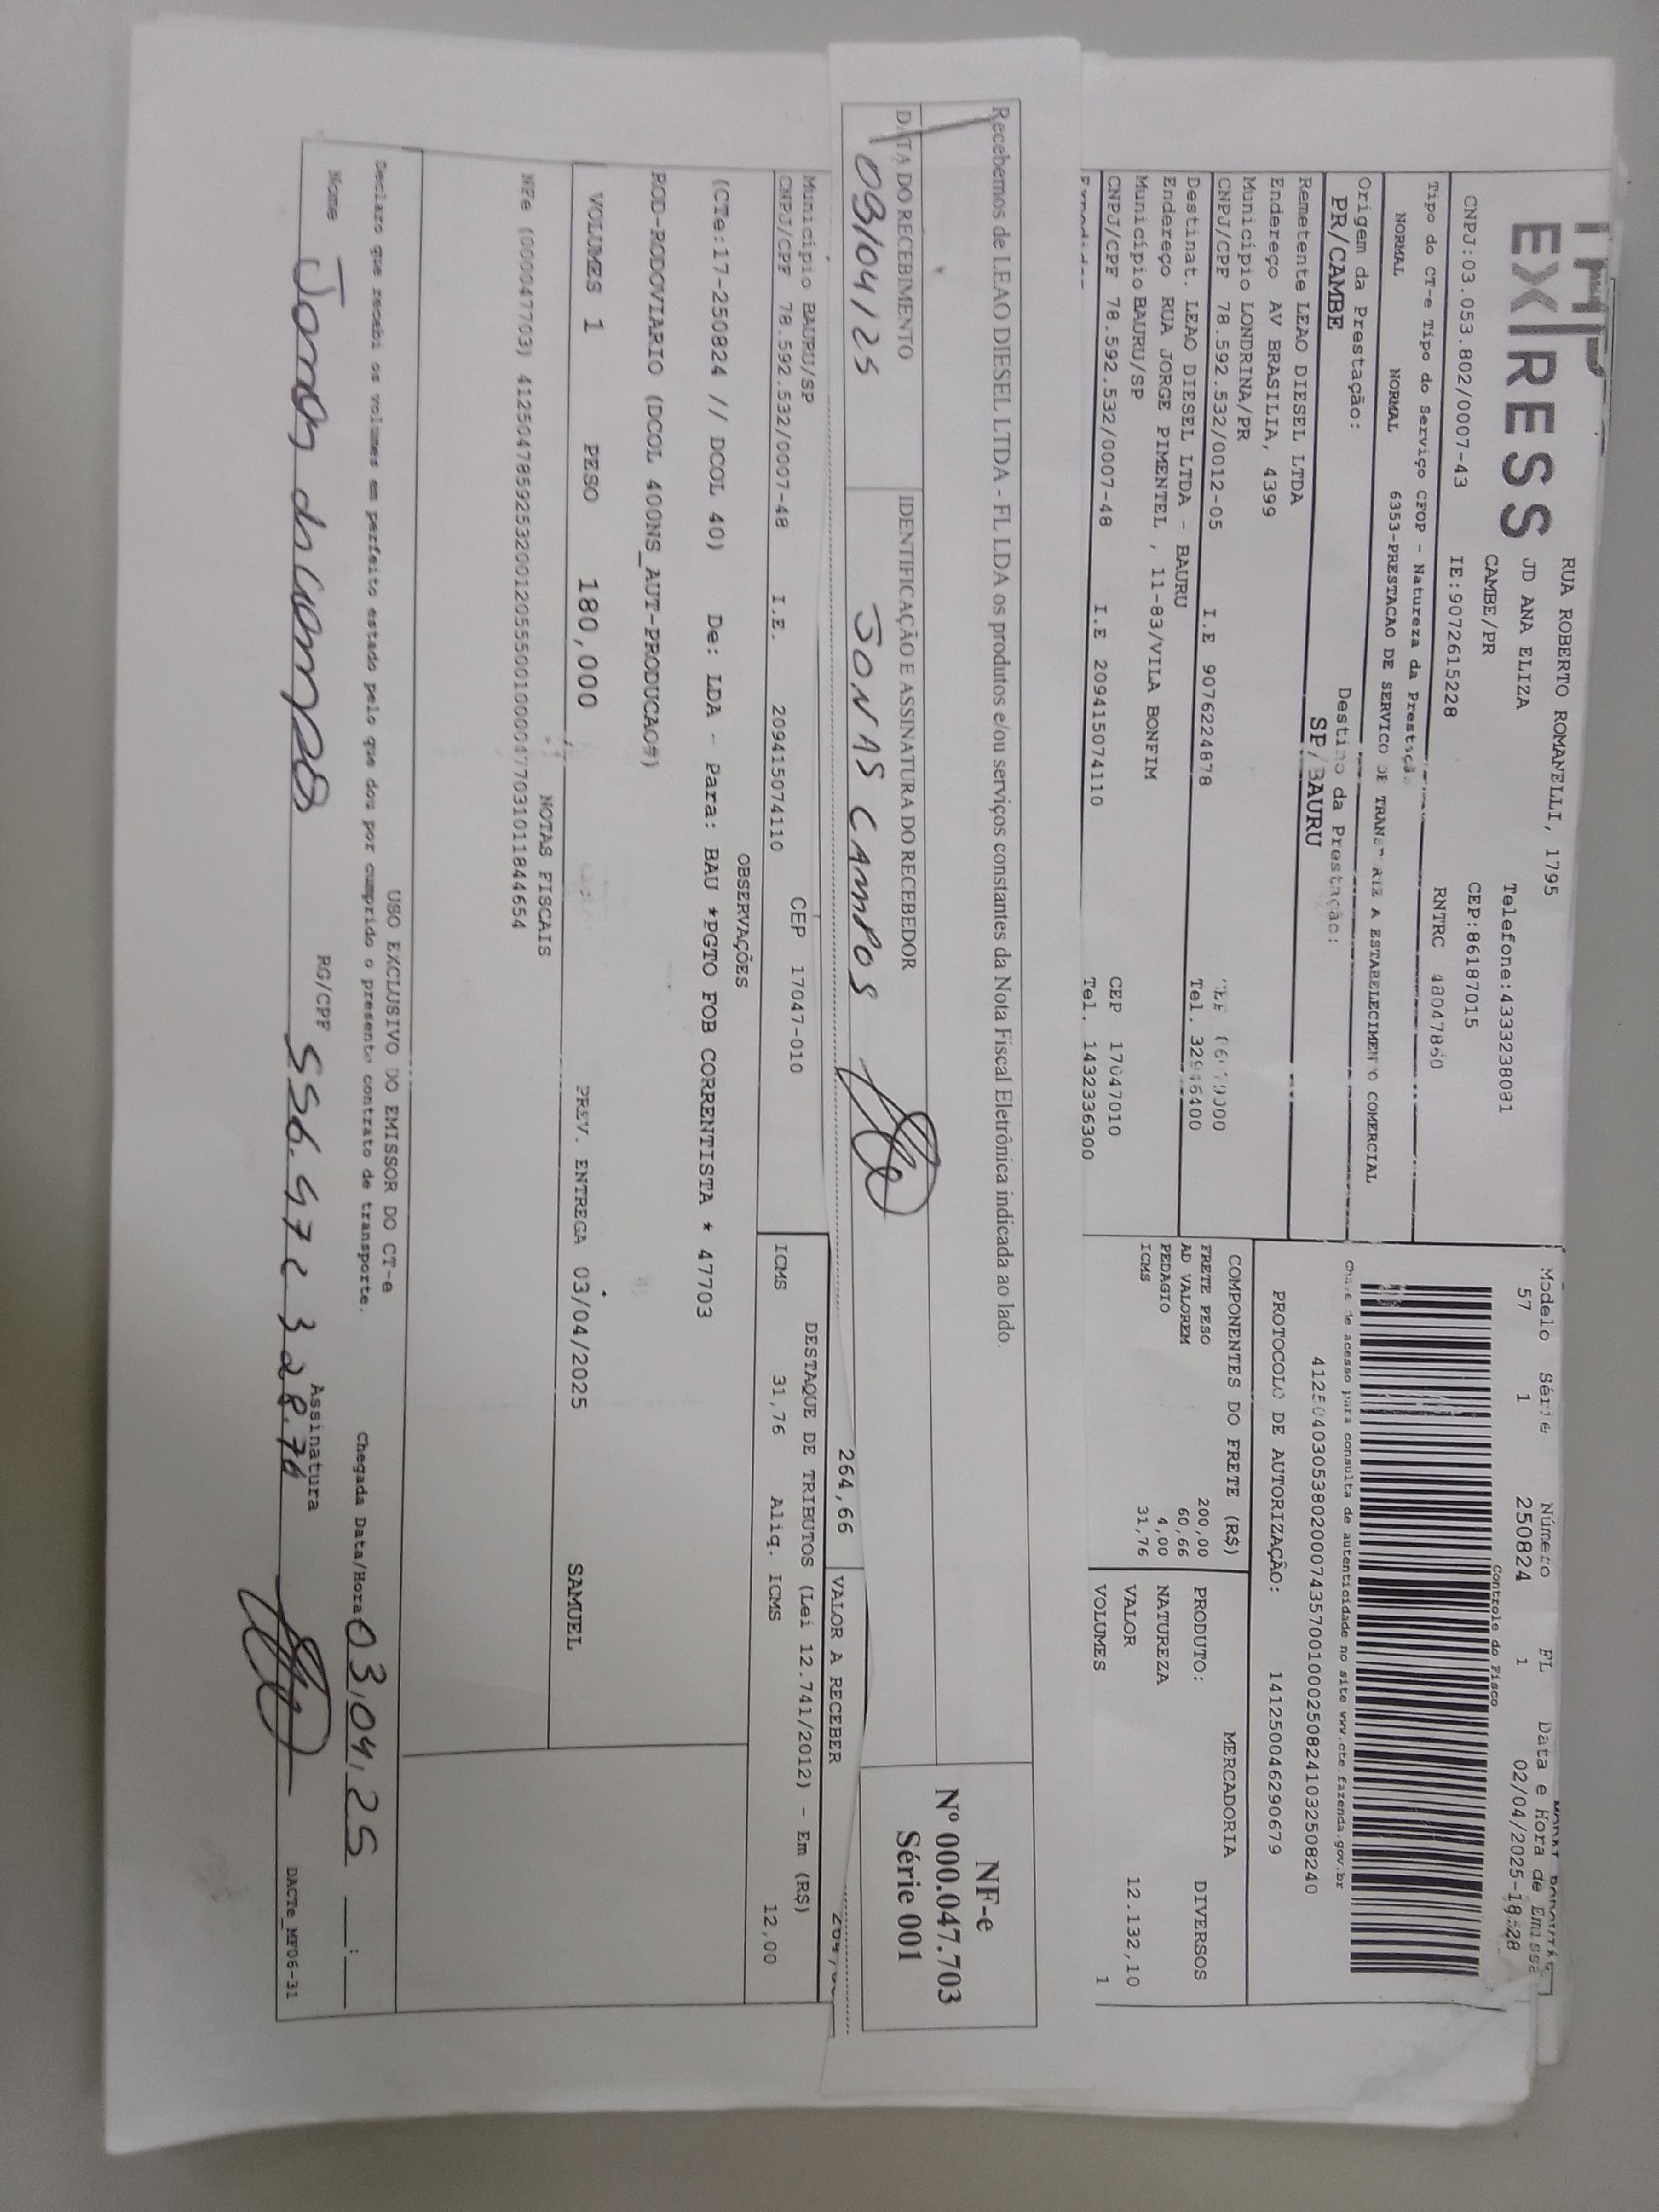 EXPRESS
RUA ROBERTO ROMANELLI, 1795
JD ANA ELIZA
Telefone:4333238081
CAMBE/PR
CEP:86187015
CNPJ:03.053.802/0007-43 IE:9072615228 RNTRC
Tipo do CT-e Tipo do Serviço CFOP - Natureza da
NORMAL NORMAL 6353-PRESTACAO DE SERVICO DE A ESTABELECIMENTO COMERCIAL
Origem da Prestação: Destino da Prestação:
PR/CAMBE SP/BAURU
Remetente LEAO DIESEL LTDA
Endereço AV BRASILIA, 4399
Município LONDRINA/PR
CNPJ/CPF 78.592.532/0012-05 I.E 9076224878
Destinat. LEAO DIESEL LTDA - BAURU
Endereço RUA JORGE PIMENTEL , 11-83/VILA BONFIM
Município BAURU/SP CEP 17047010
CNPJ/CPF 78.592.532/0007-48 I.E 209415074110 Tel. 1432336300
Modelo Série Número FL Data e Hora de
57 1 250824 1 02/04/2025-18:28
Controle do Fisco
Chave de acesso para consulta de autenticidade no site www.cte.fazenda.gov.br
41250403053802000743570010002508241032508240
PROTOCOLO DE AUTORIZAÇÃO: 141250046290679
COMPONENTES DO FRETE (R$)
FRETE PESO 200,00
AD VALOREM 60,66
PEDAGIO 4,00
ICMS 31,76
MERCADORIA
PRODUTO: DIVERSOS
NATUREZA
VALOR 12.132,10
VOLUMES 1
Recebemos de LEAO DIESEL LTDA - FL LDA os produtos e/ou serviços constantes da Nota Fiscal Eletrônica indicada ao lado.
DATA DO RECEBIMENTO IDENTIFICAÇÃO E ASSINATURA DO RECEBEDOR
03/04/25 JONAS CAMPOS
NF-e
Nº 000.047.703
Série 001
264,66 VALOR A RECEBER
Município BAURU/SP CEP 17047-010
CNPJ/CPF 78.592.532/0007-48 I.E. 209415074110
DESTAQUE DE TRIBUTOS (Lei 12.741/2012) - Em (R$)
ICMS 31,76 Aliq. ICMS 12,00
OBSERVAÇÕES
(CTe:17-250824 // DCOL 40) De: LDA - Para: BAU *PGTO FOB CORRENTISTA * 47703
ROD-RODOVIARIO (DCOL 400NS_AUT-PRODUCAO#)
VOLUMES 1 PESO 180,000 PREV. ENTREGA 03/04/2025 SAMUEL
NOTAS FISCAIS
NFe (000047703) 41250478592532001205550010000477031011844654
USO EXCLUSIVO DO EMISSOR DO CT-e
Declaro que recebi os volumes em perfeito estado pelo que dou por cumprido o presente contrato de transporte.
Chegada Data/Hora 03/04/25 __:__
Nome RG/CPF Assinatura
DACTe_MF06-31